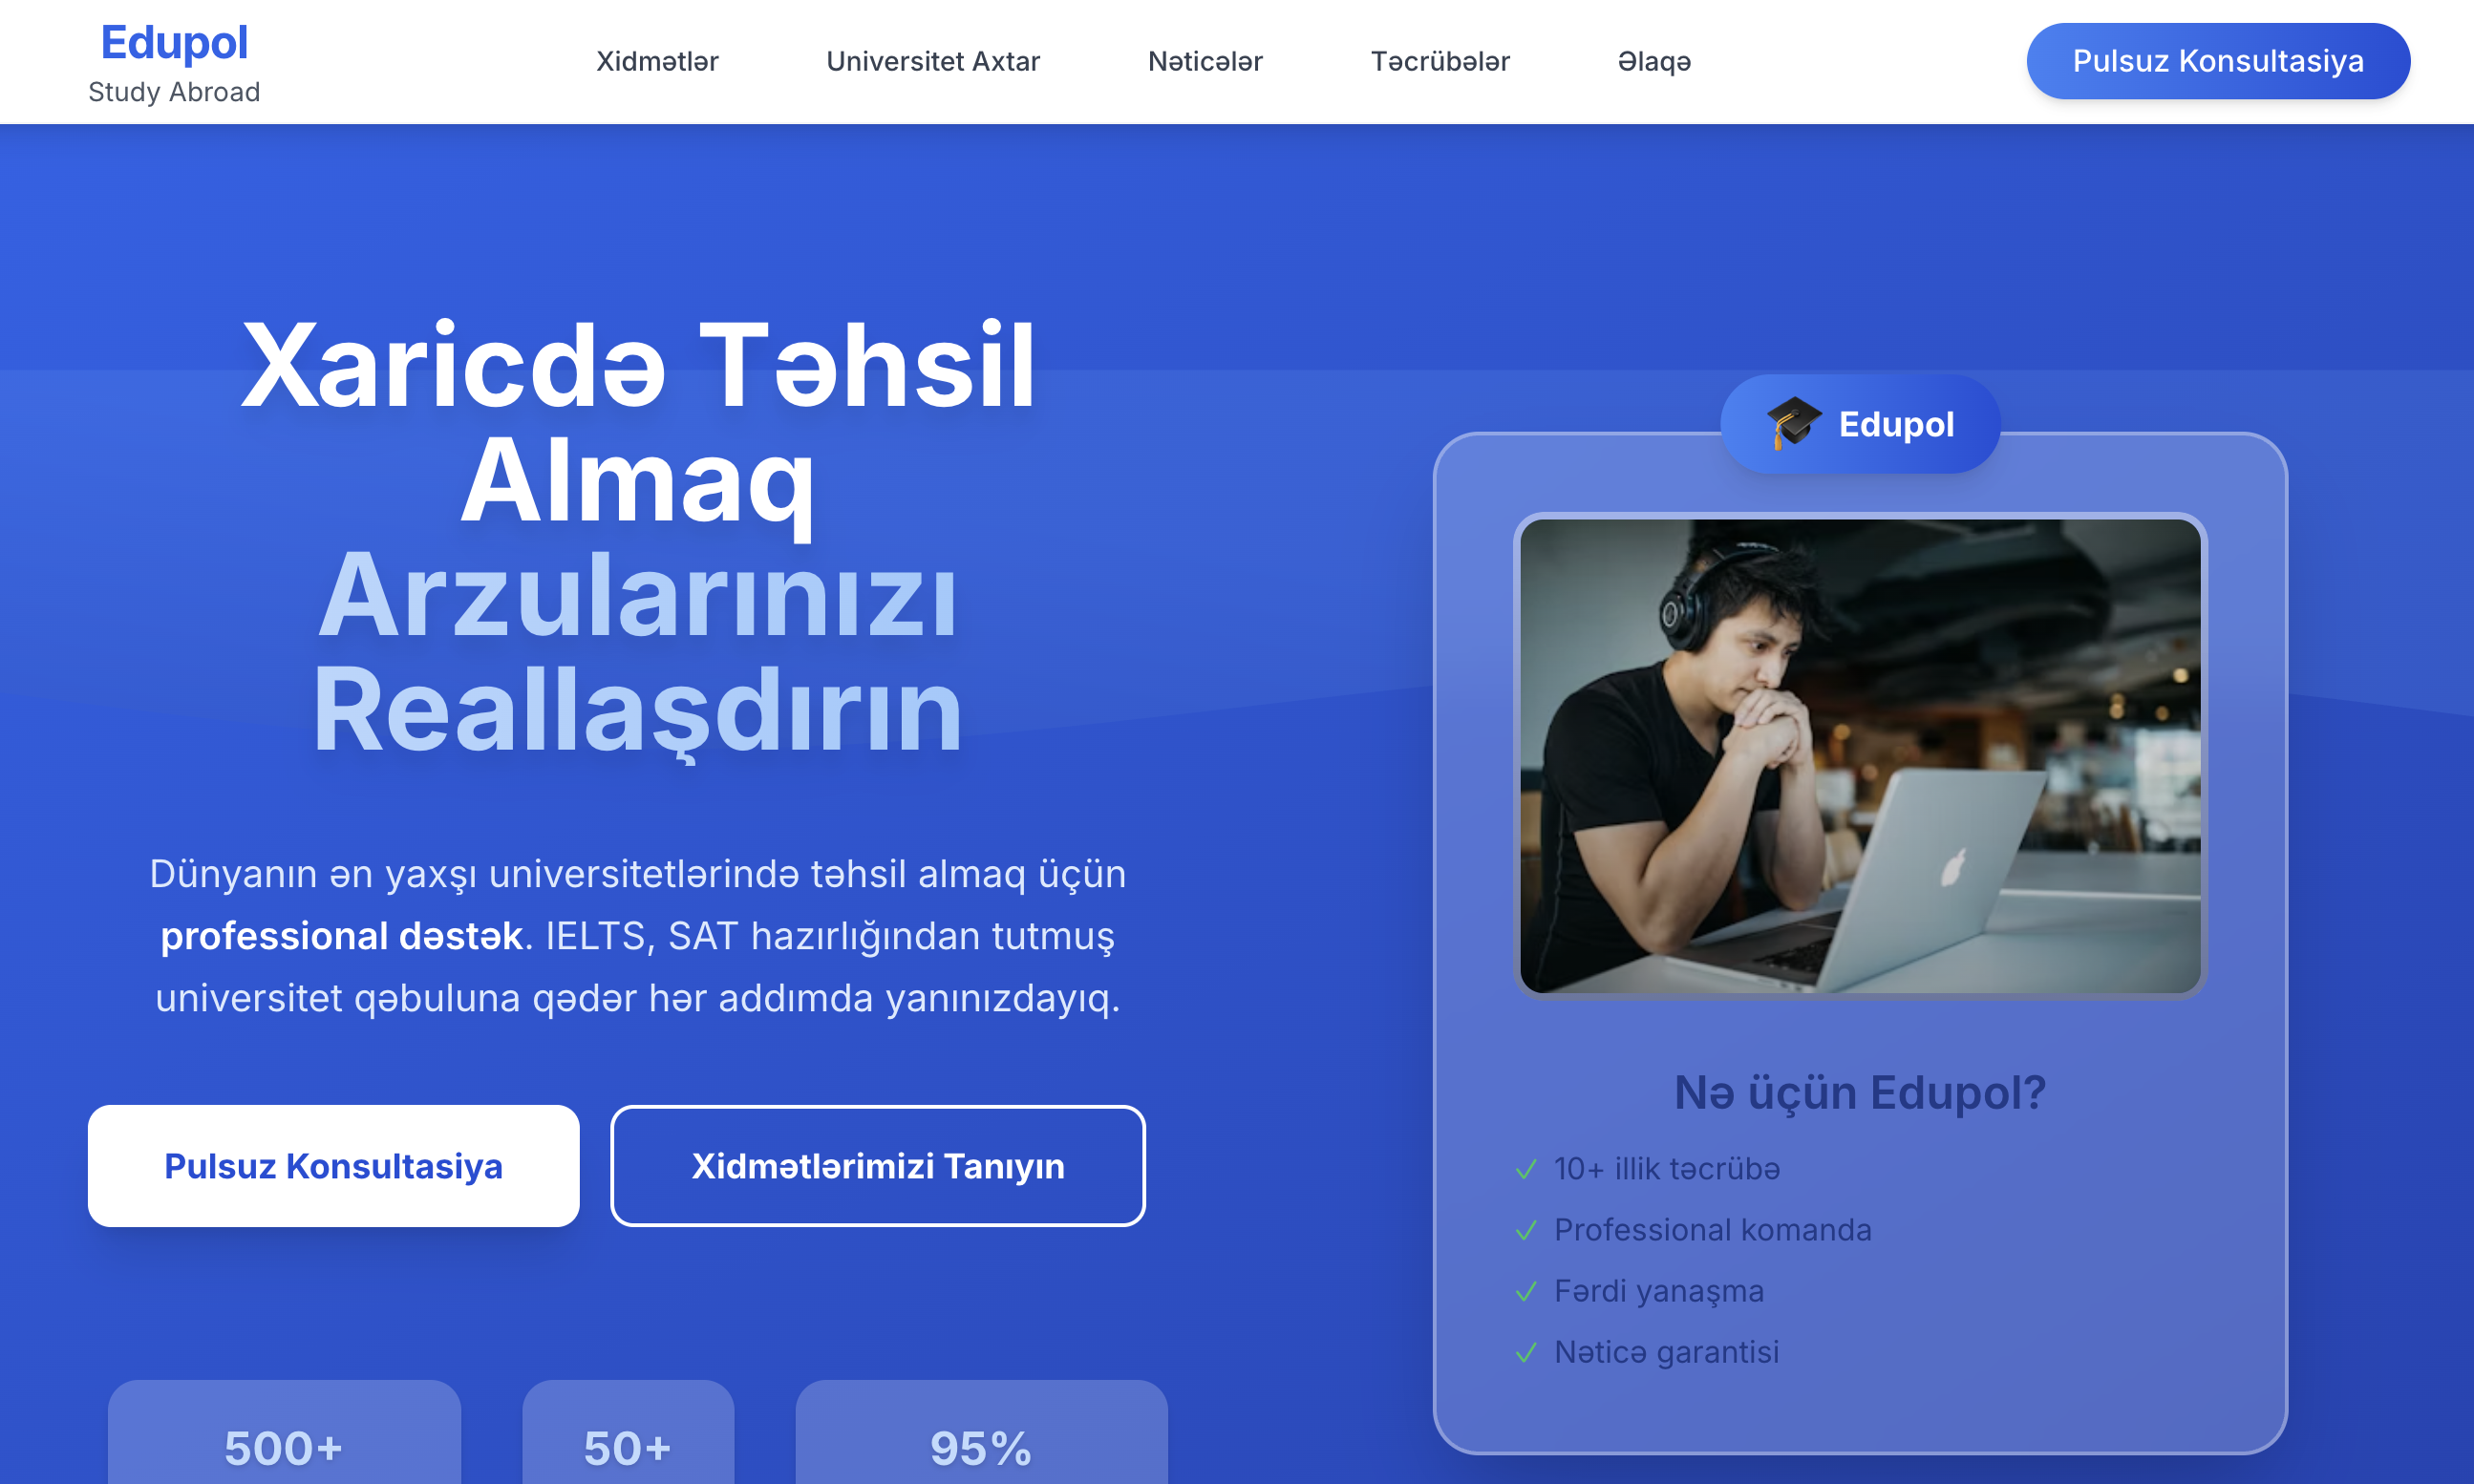 Edupol
Study Abroad
Xidmətlər
Universitet Axtar
Nəticələr
Təcrübələr
Əlaqə
Pulsuz Konsultasiya
Xaricdə Təhsil
Almaq
Arzularınızı
Reallaşdırın
Dünyanın ən yaxşı universitetlərində təhsil almaq üçün
professional dəstək. IELTS, SAT hazırlığından tutmuş
universitet qəbuluna qədər hər addımda yanınızdayıq.
Pulsuz Konsultasiya
Xidmətlərimizi Tanıyın
500+
50+
95%
Edupol
Nə üçün Edupol?
10+ illik təcrübə
Professional komanda
Fərdi yanaşma
Nəticə garantisi